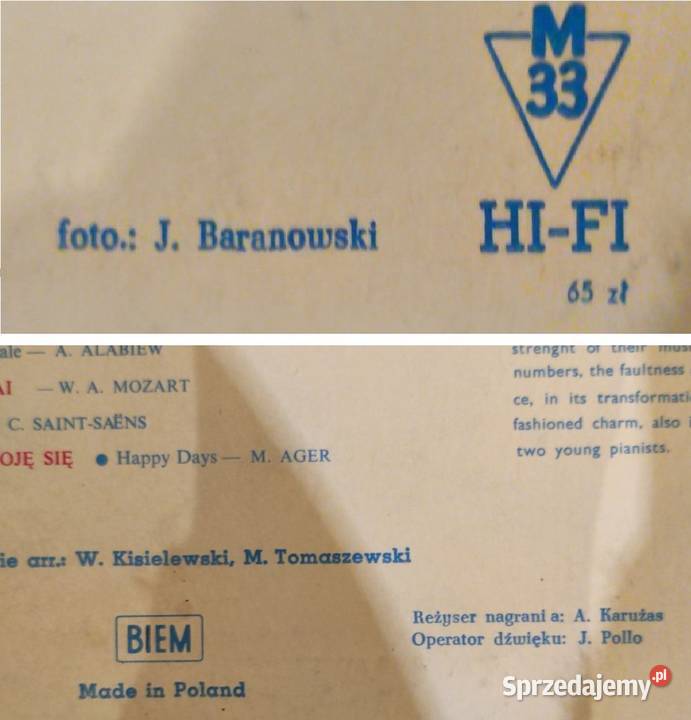 M
33
foto.: J. Baranowski
HI-FI
65 zł
ale — A. ALABIEW
AI — W. A. MOZART
C. SAINT-SAËNS
OJĘ SIĘ ● Happy Days — M. AGER
strenght of their mus
numbers, the faultness
ce, in its transformati
fashioned charm, also i
two young pianists.
ie arr.: W. Kisielewski, M. Tomaszewski
BIEM
Made in Poland
Reżyser nagrania: A. Karużas
Operator dźwięku: J. Pollo
Sprzedajemy.pl